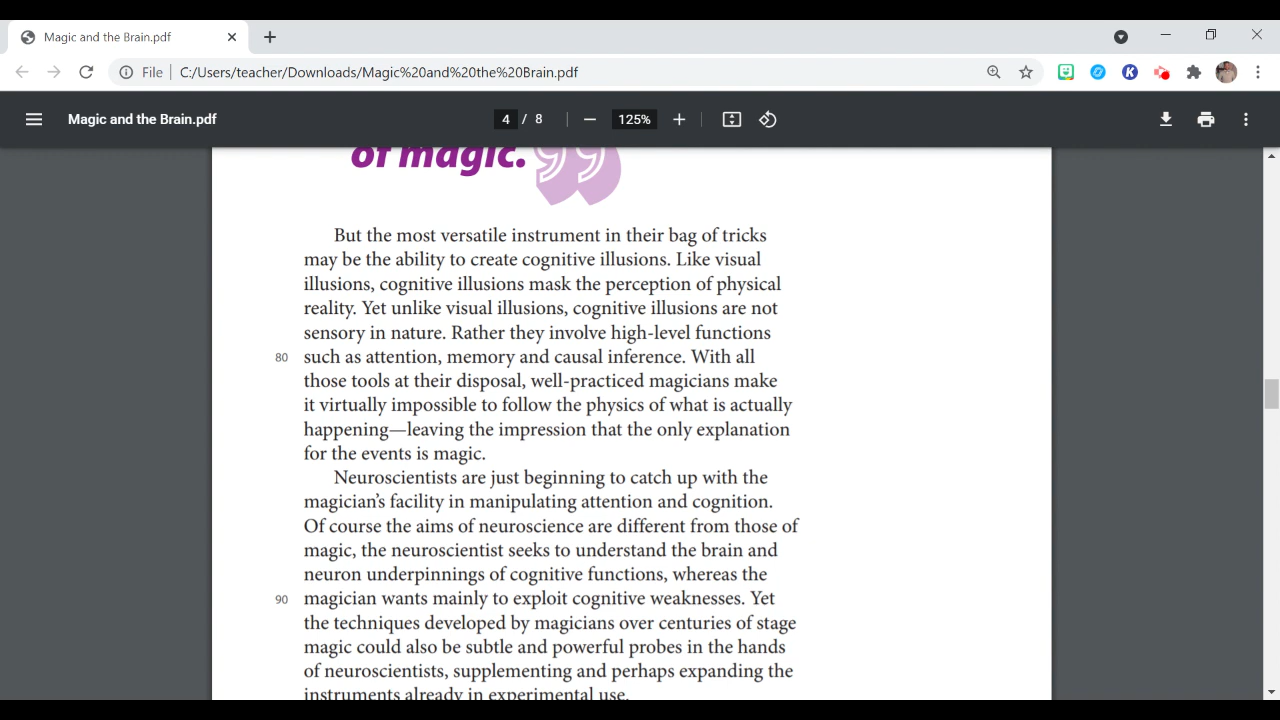 Magic and the Brain.pdf
File C:/Users/teacher/Downloads/Magic%20and%20the%20Brain.pdf
Magic and the Brain.pdf 4 / 8 125%
of magic.
But the most versatile instrument in their bag of tricks
may be the ability to create cognitive illusions. Like visual
illusions, cognitive illusions mask the perception of physical
reality. Yet unlike visual illusions, cognitive illusions are not
sensory in nature. Rather they involve high-level functions
80 such as attention, memory and causal inference. With all
those tools at their disposal, well-practiced magicians make
it virtually impossible to follow the physics of what is actually
happening—leaving the impression that the only explanation
for the events is magic.
Neuroscientists are just beginning to catch up with the
magician's facility in manipulating attention and cognition.
Of course the aims of neuroscience are different from those of
magic, the neuroscientist seeks to understand the brain and
neuron underpinnings of cognitive functions, whereas the
90 magician wants mainly to exploit cognitive weaknesses. Yet
the techniques developed by magicians over centuries of stage
magic could also be subtle and powerful probes in the hands
of neuroscientists, supplementing and perhaps expanding the
instruments already in experimental use.